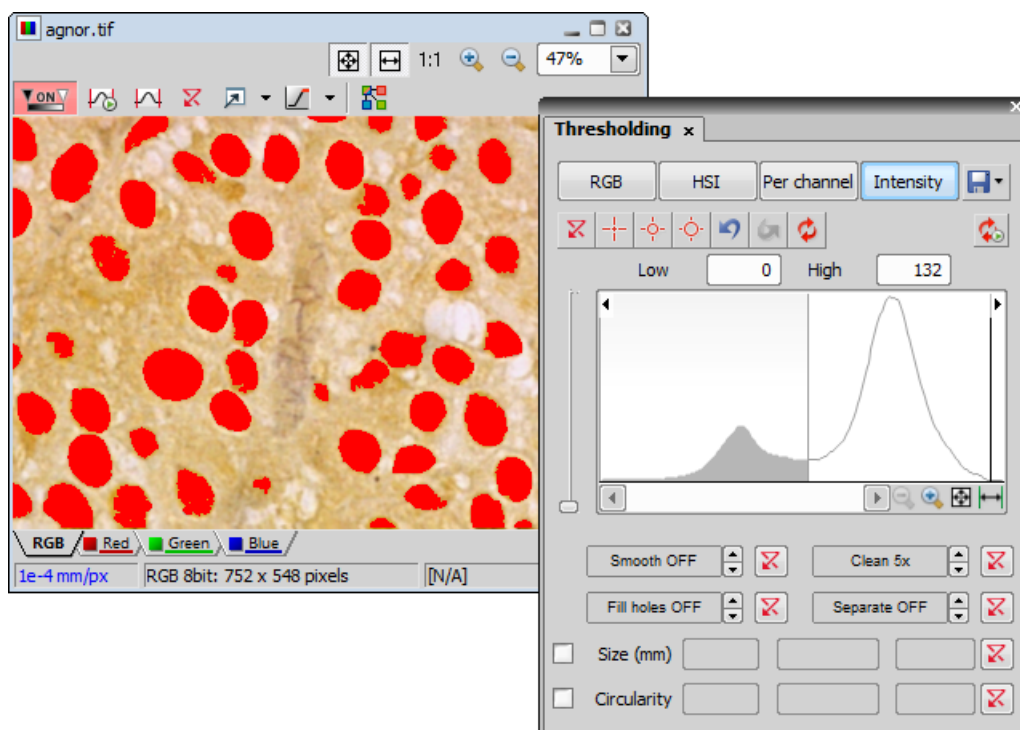 agnor.tif
1:1
47%
ON
Thresholding
RGB HSI Per channel Intensity
Low 0 High 132
RGB Red Green Blue
1e-4 mm/px RGB 8bit: 752 x 548 pixels [N/A]
Smooth OFF Clean 5x
Fill holes OFF Separate OFF
Size (mm)
Circularity